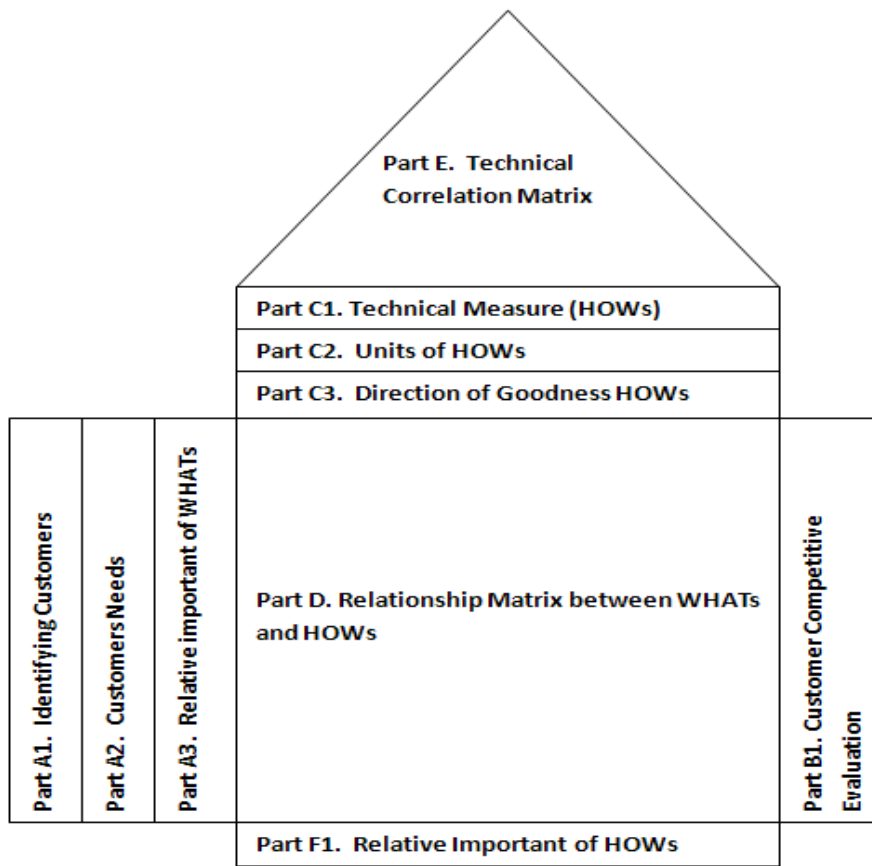 Part E. Technical
Correlation Matrix
Part C1. Technical Measure (HOWs)
Part C2. Units of HOWs
Part C3. Direction of Goodness HOWs
Part A1. Identifying Customers
Part A2. Customers Needs
Part A3. Relative important of WHATs
Part D. Relationship Matrix between WHATs
and HOWs
Part B1. Customer Competitive
Evaluation
Part F1. Relative Important of HOWs